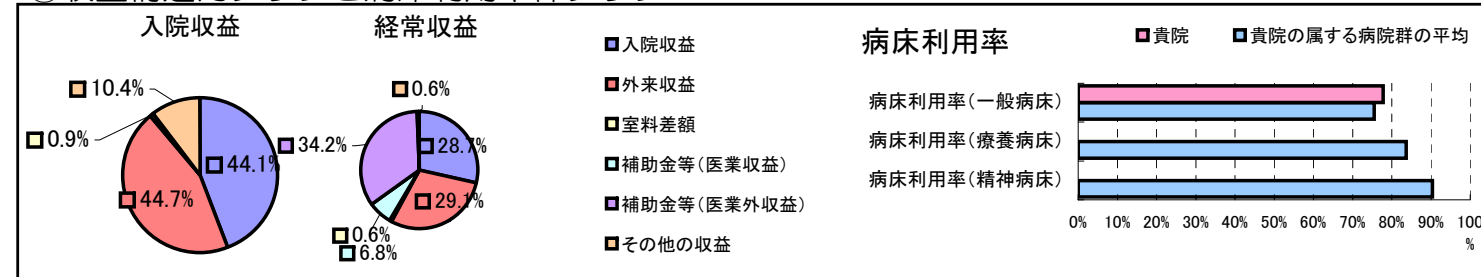 入院収益
10.4%
0.9%
44.1%
44.7%
経常収益
0.6%
34.2%
28.7%
29.1%
0.6%
6.8%
入院収益
外来収益
室料差額
補助金等(医業収益)
補助金等(医業外収益)
その他の収益
病床利用率
貴院
貴院の属する病院群の平均
病床利用率(一般病床)
病床利用率(療養病床)
病床利用率(精神病床)
0% 10% 20% 30% 40% 50% 60% 70% 80% 90% 100
%